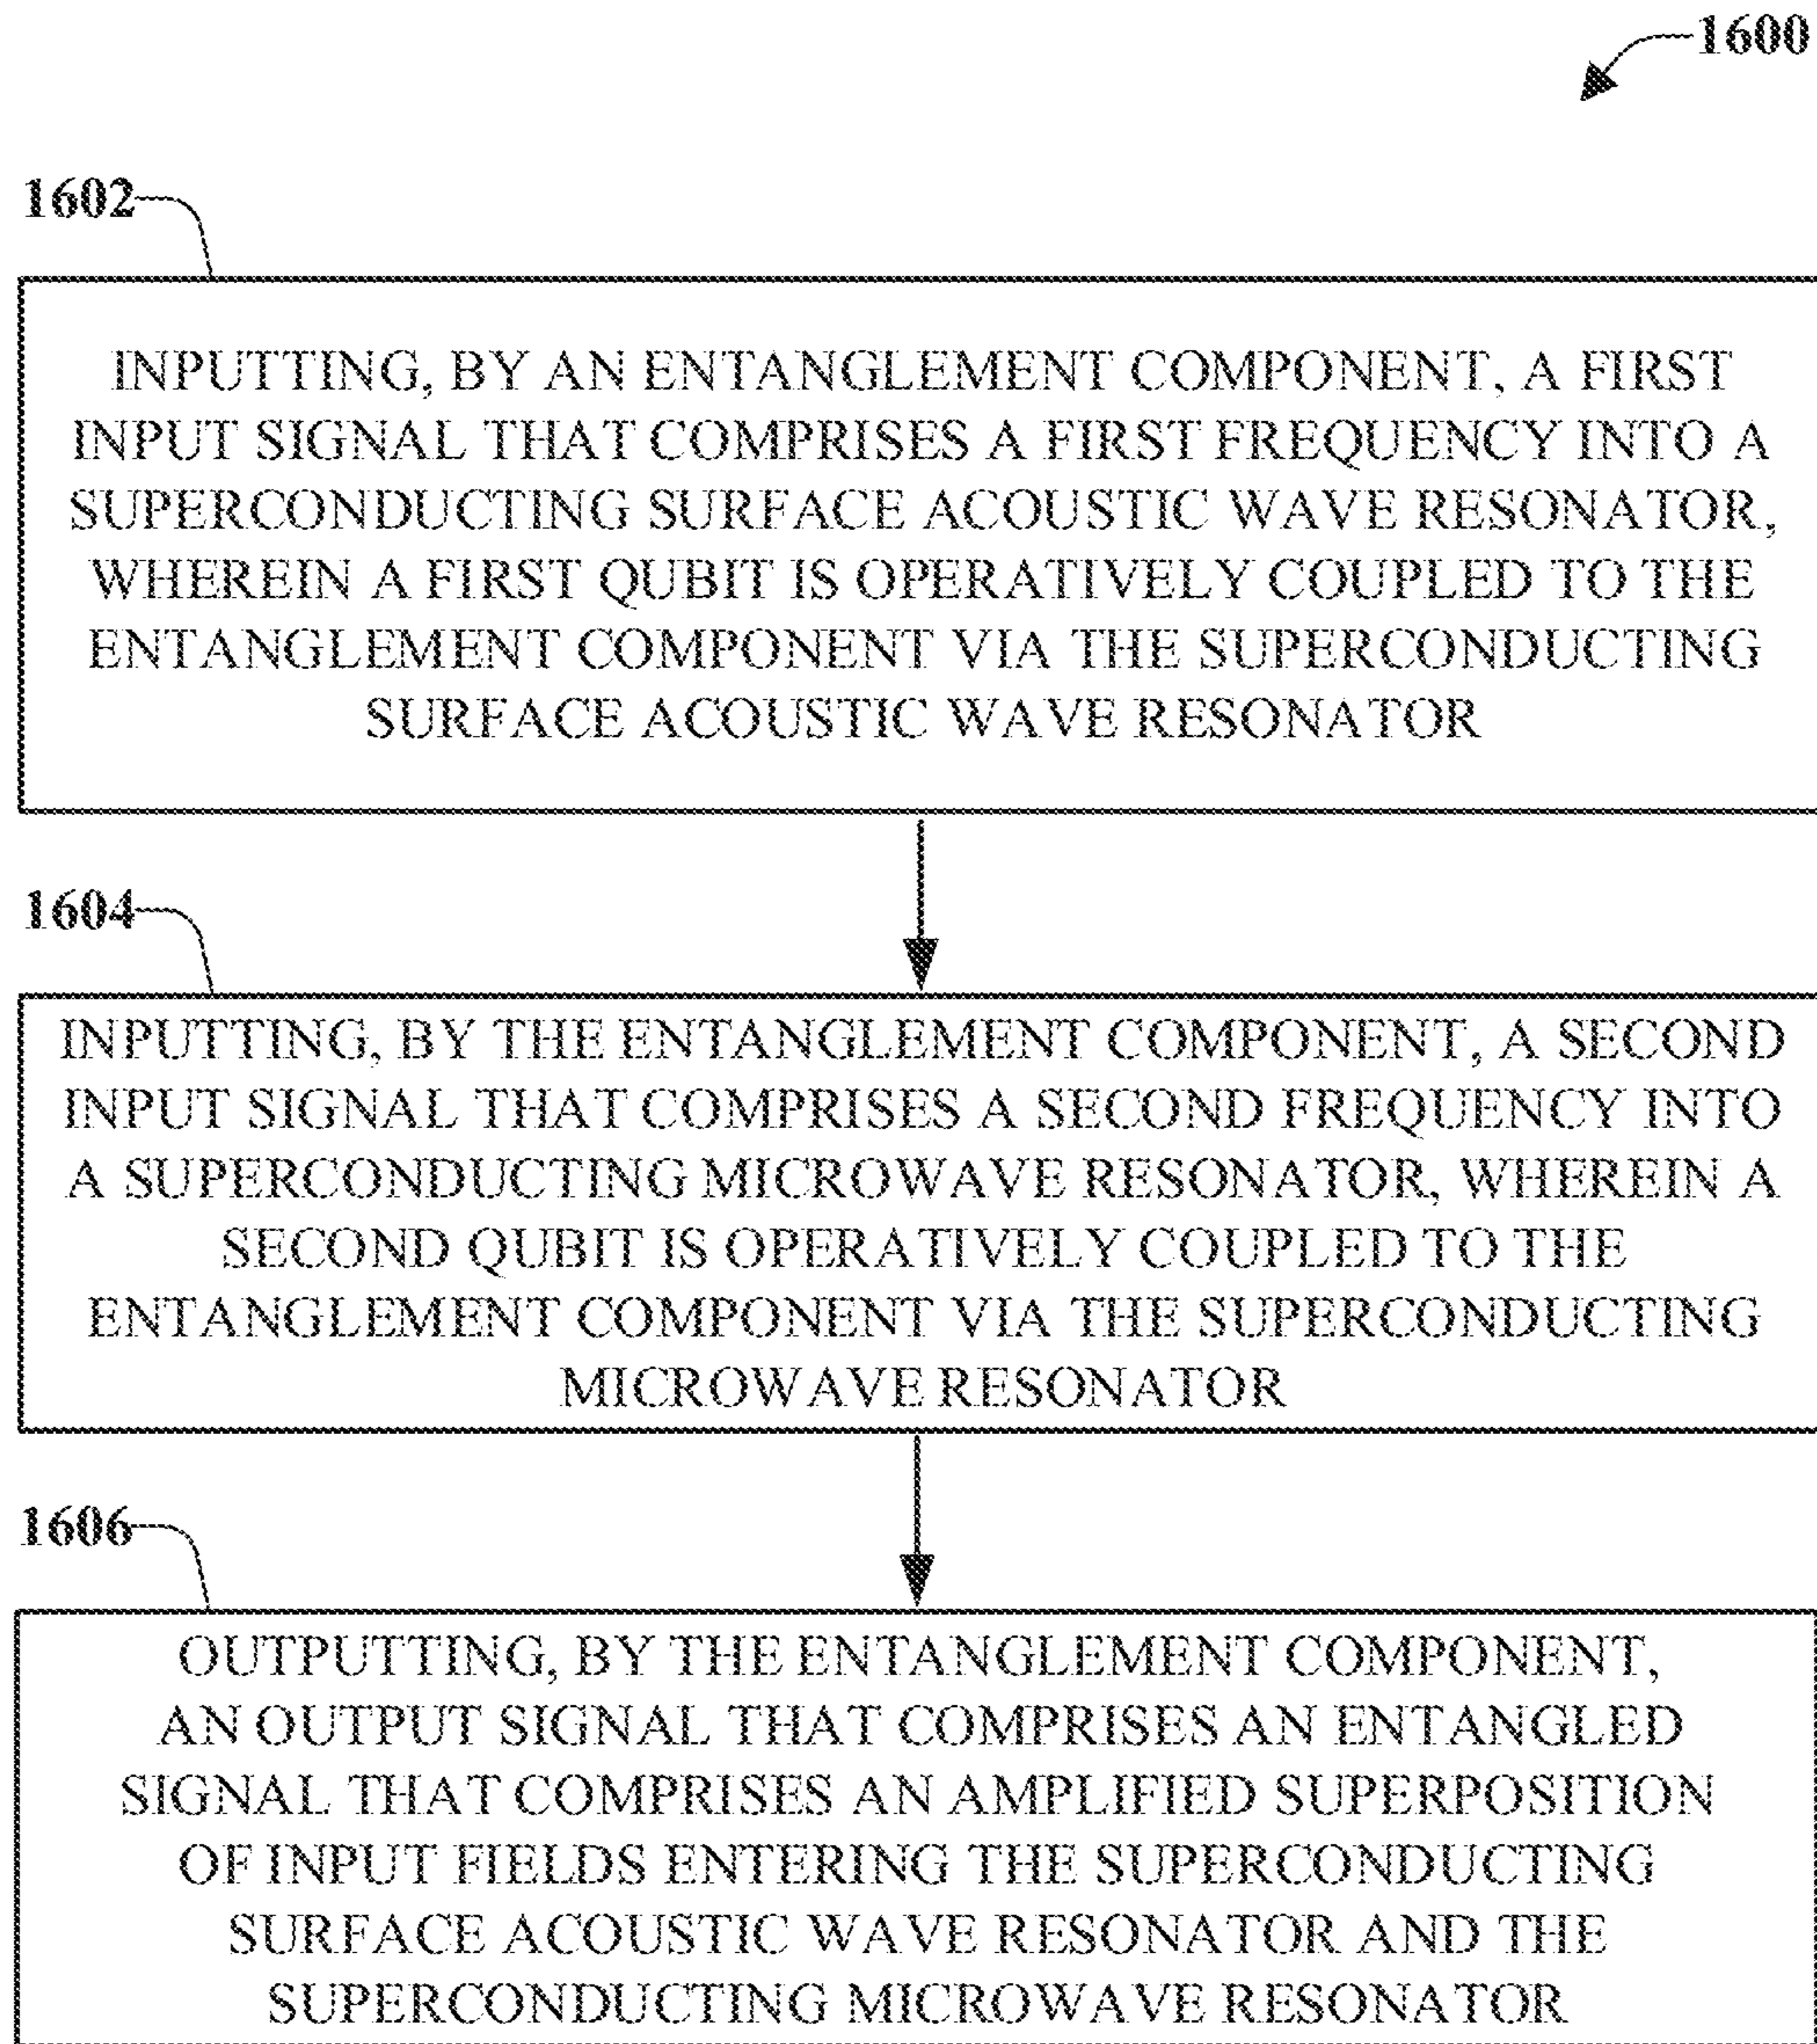 1600
1602
INPUTTING, BY AN ENTANGLEMENT COMPONENT, A FIRST
INPUT SIGNAL THAT COMPRISES A FIRST FREQUENCY INTO A
SUPERCONDUCTING SURFACE ACOUSTIC WAVE RESONATOR,
WHEREIN A FIRST QUBIT IS OPERATIVELY COUPLED TO THE
ENTANGLEMENT COMPONENT VIA THE SUPERCONDUCTING
SURFACE ACOUSTIC WAVE RESONATOR
1604
INPUTTING, BY THE ENTANGLEMENT COMPONENT, A SECOND
INPUT SIGNAL THAT COMPRISES A SECOND FREQUENCY INTO
A SUPERCONDUCTING MICROWAVE RESONATOR, WHEREIN A
SECOND QUBIT IS OPERATIVELY COUPLED TO THE
ENTANGLEMENT COMPONENT VIA THE SUPERCONDUCTING
MICROWAVE RESONATOR
1606
OUTPUTTING, BY THE ENTANGLEMENT COMPONENT,
AN OUTPUT SIGNAL THAT COMPRISES AN ENTANGLED
SIGNAL THAT COMPRISES AN AMPLIFIED SUPERPOSITION
OF INPUT FIELDS ENTERING THE SUPERCONDUCTING
SURFACE ACOUSTIC WAVE RESONATOR AND THE
SUPERCONDUCTING MICROWAVE RESONATOR